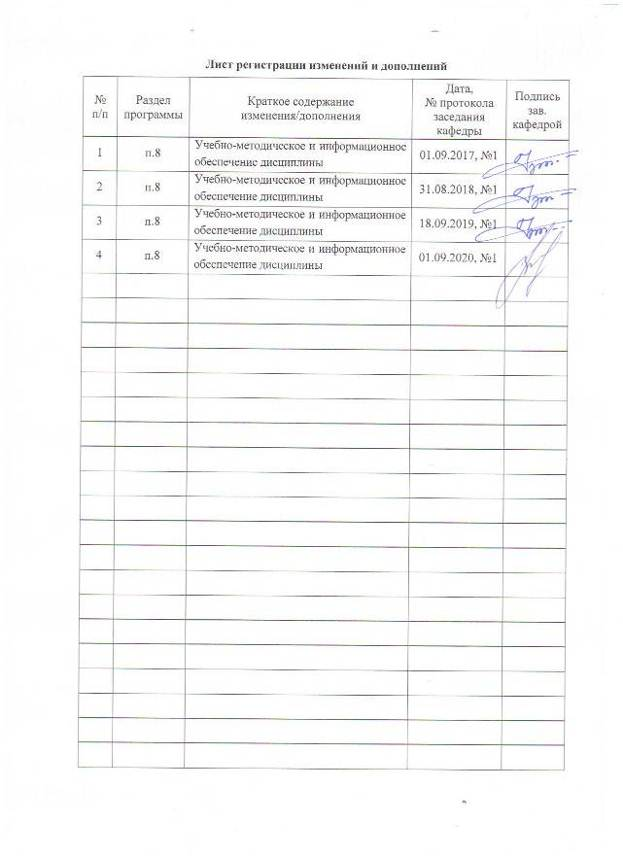 Лист регистрации изменений и дополнений
№
п/п
Раздел
программы
Краткое содержание
изменения/дополнения
Дата,
№ протокола
заседания
кафедры
Подпись
зав.
кафедрой
1
п.8
Учебно-методическое и информационное
обеспечение дисциплины
01.09.2017, №1
2
п.8
Учебно-методическое и информационное
обеспечение дисциплины
31.08.2018, №1
3
п.8
Учебно-методическое и информационное
обеспечение дисциплины
18.09.2019, №1
4
п.8
Учебно-методическое и информационное
обеспечение дисциплины
01.09.2020, №1